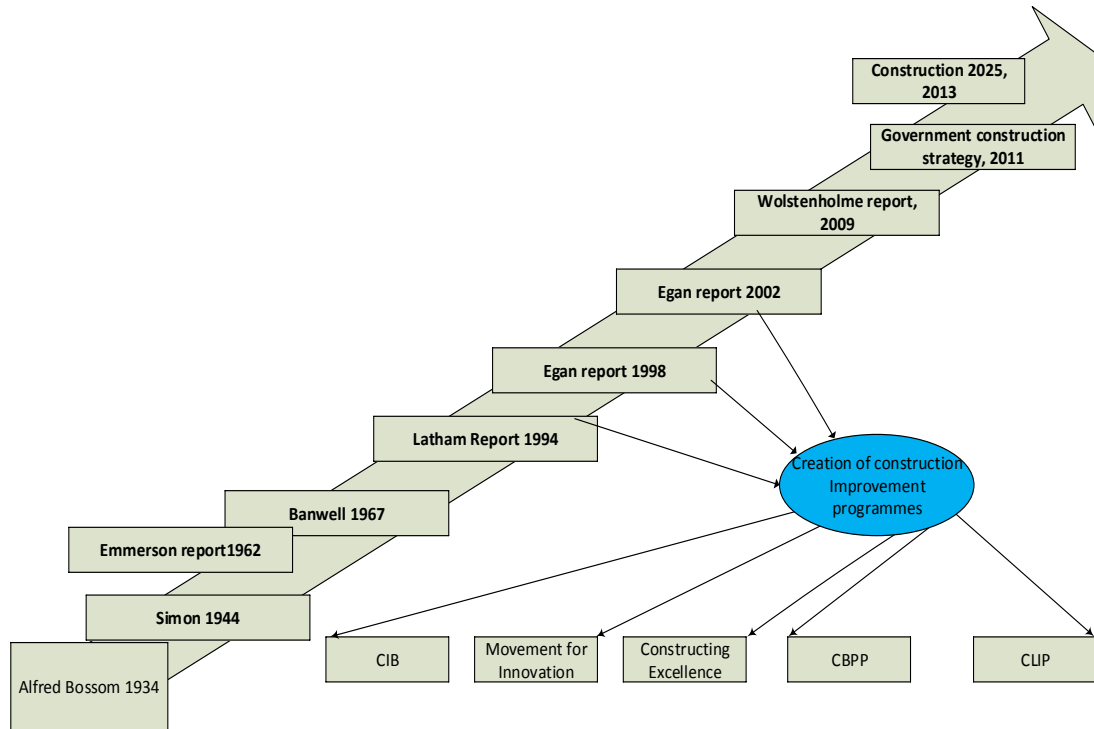 Construction 2025,
2013
Government construction
strategy, 2011
Wolstenholme report,
2009
Egan report 2002
Egan report 1998
Latham Report 1994
Creation of construction
Improvement
programmes
Banwell 1967
Emmerson report1962
Simon 1944
Alfred Bossom 1934
CIB
Movement for
Innovation
Constructing
Excellence
CBPP
CLIP